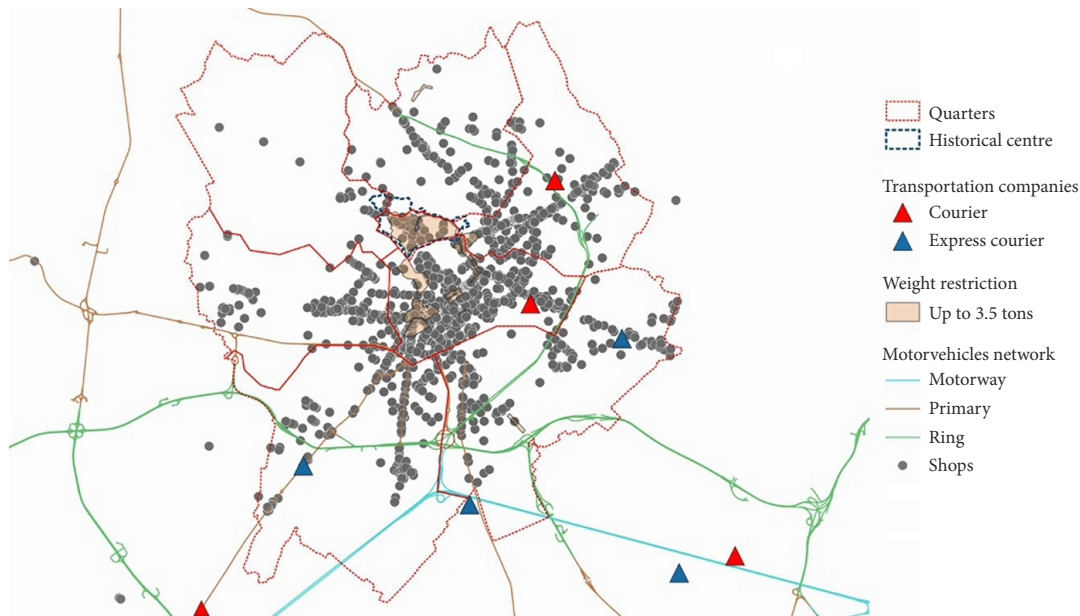 Quarters
Historical centre
Transportation companies
Courier
Express courier
Weight restriction
Up to 3.5 tons
Motorvehicles network
Motorway
Primary
Ring
Shops